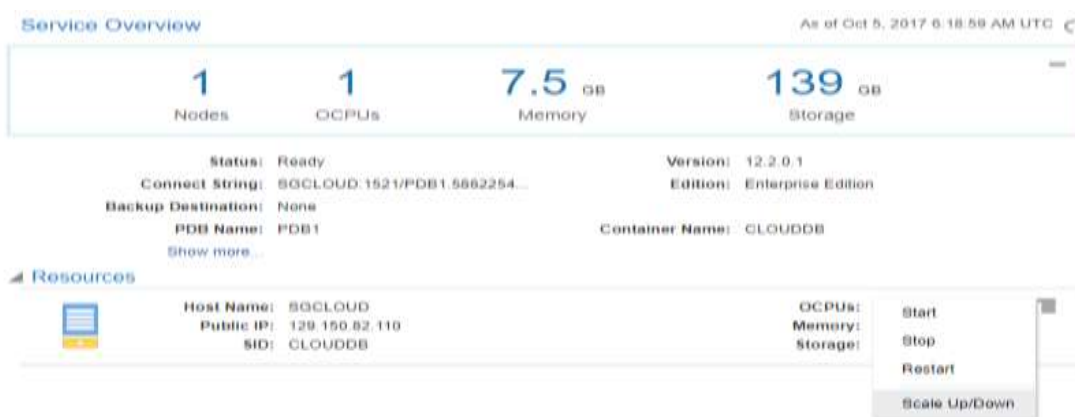 Service Overview
As of Oct 5, 2017 6:18:59 AM UTC
1 1 7.5 GB 139 GB
Nodes OCPUs Memory Storage
Status: Ready Version: 12.2.0.1
Connect String: SGCLOUD:1521/PDB1.5662254... Edition: Enterprise Edition
Backup Destination: None
PDB Name: PDB1 Container Name: CLOUDDB
Show more...
Resources
Host Name: SGCLOUD OCPUs:
Public IP: 129.150.82.110 Memory:
SID: CLOUDDB Storage:
Start
Stop
Restart
Scale Up/Down